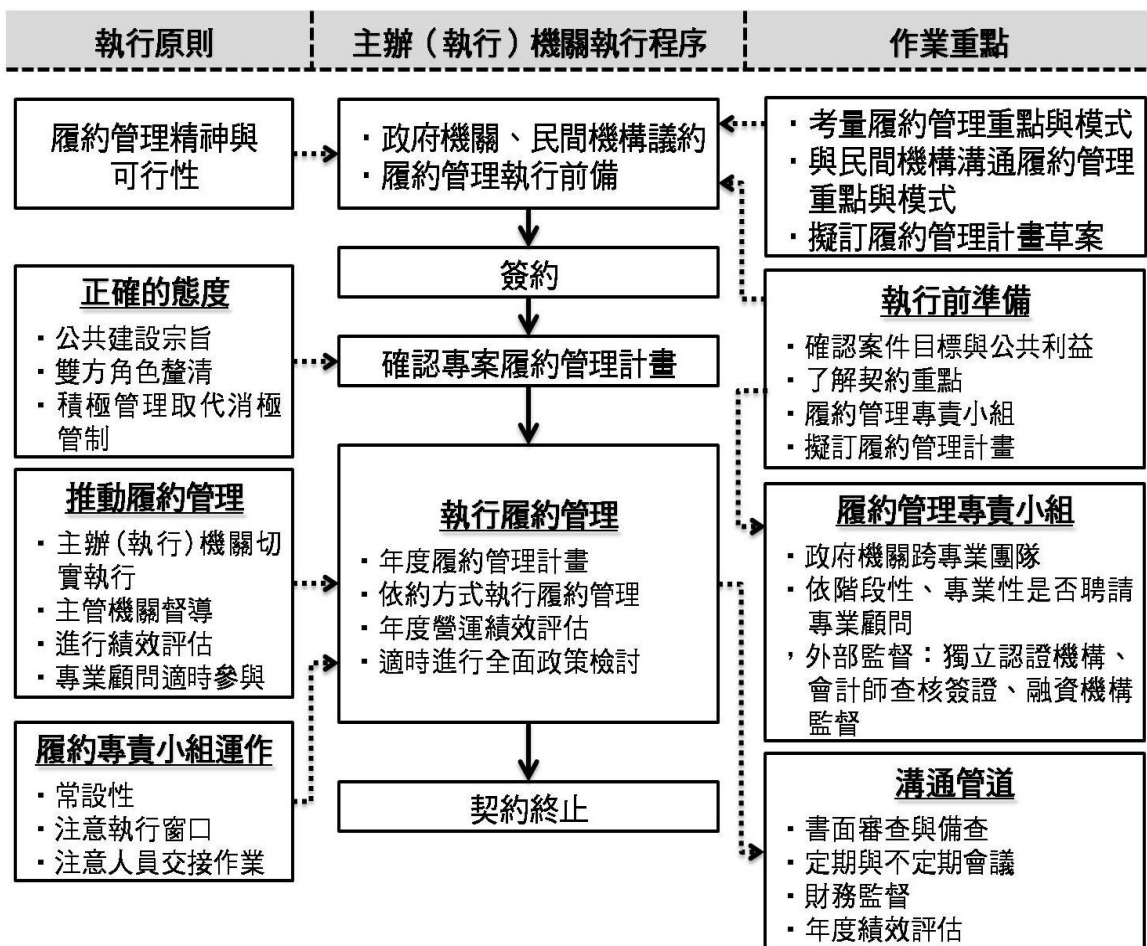 執行原則
主辦（執行）機關執行程序
作業重點
履約管理精神與
可行性
正確的態度
· 公共建設宗旨
· 雙方角色釐清
· 積極管理取代消極
管制
推動履約管理
· 主辦(執行)機關切
實執行
· 主管機關督導
· 進行績效評估
· 專業顧問適時參與
履約專責小組運作
· 常設性
· 注意執行窗口
· 注意人員交接作業
· 政府機關、民間機構議約
· 履約管理執行前備
簽約
確認專案履約管理計畫
執行履約管理
· 年度履約管理計畫
· 依約方式執行履約管理
· 年度營運績效評估
· 適時進行全面政策檢討
契約終止
· 考量履約管理重點與模式
· 與民間機構溝通履約管理
重點與模式
· 擬訂履約管理計畫草案
執行前準備
· 確認案件目標與公共利益
· 了解契約重點
· 履約管理專責小組
· 擬訂履約管理計畫
履約管理專責小組
· 政府機關跨專業團隊
· 依階段性、專業性是否聘請
專業顧問
，外部監督：獨立認證機構、
會計師查核簽證、融資機構
監督
溝通管道
· 書面審查與備查
· 定期與不定期會議
· 財務監督
· 年度績效評估